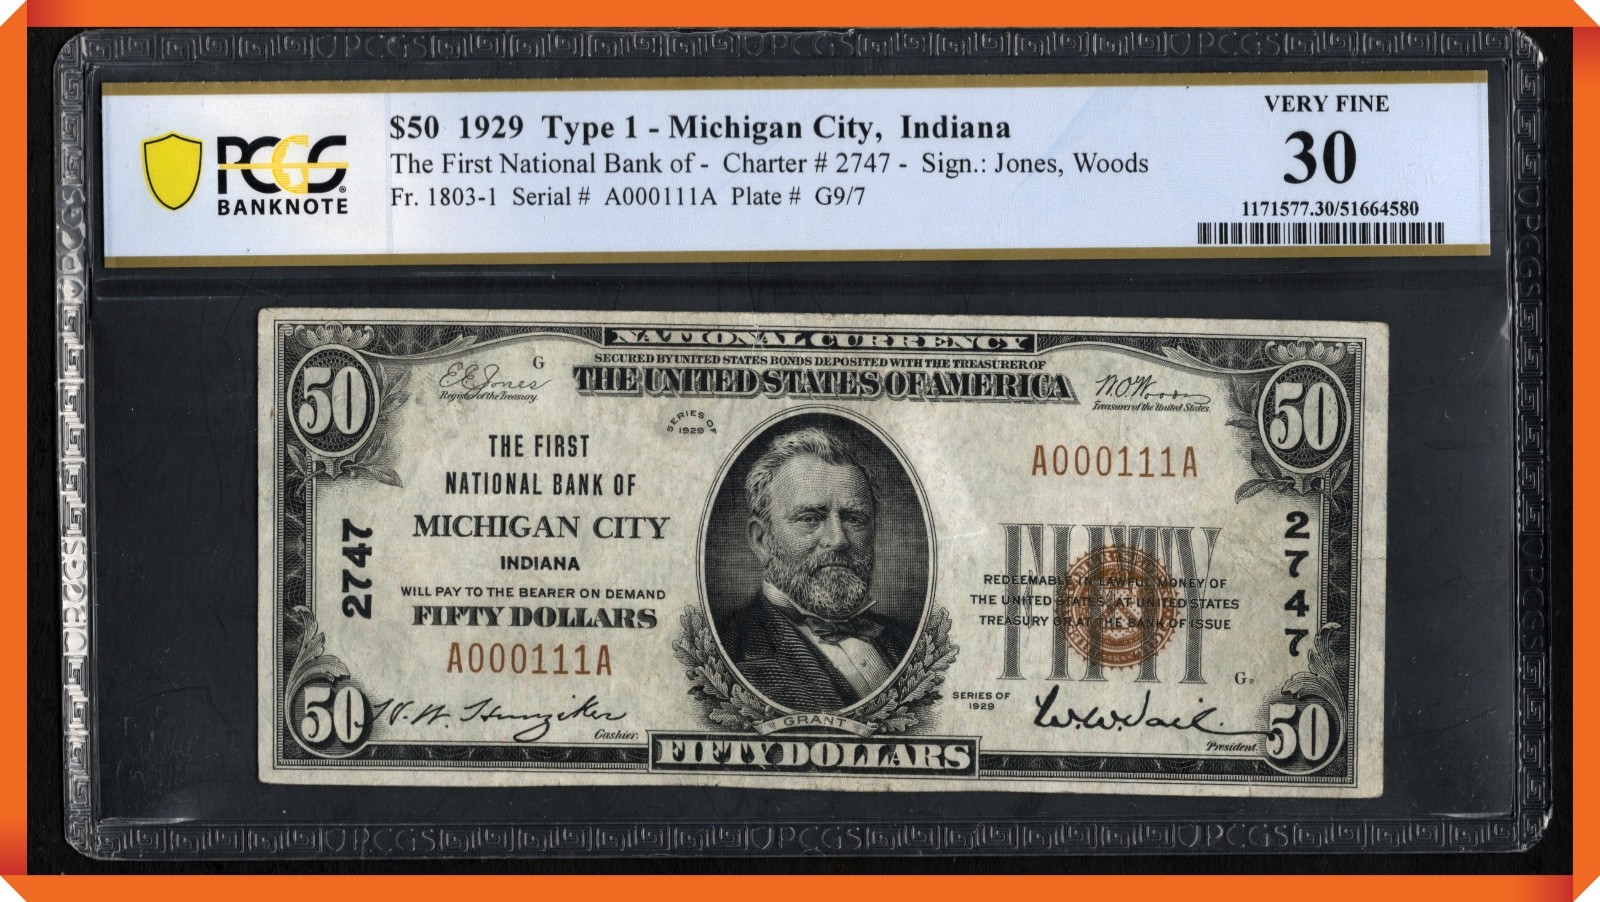 PCGS
BANKNOTE
$50 1929 Type 1 - Michigan City, Indiana
The First National Bank of - Charter # 2747 - Sign.: Jones, Woods
Fr. 1803-1 Serial # A000111A Plate # G9/7
VERY FINE
30
1171577.30/51664580
NATIONAL CURRENCY
SECURED BY UNITED STATES BONDS DEPOSITED WITH THE TREASURER OF
THE UNITED STATES OF AMERICA
50
E E Jones
Register of the Treasury.
G
W.O. Woods
Treasurer of the United States.
50
SERIES OF
1929
THE FIRST
NATIONAL BANK OF
MICHIGAN CITY
INDIANA
WILL PAY TO THE BEARER ON DEMAND
FIFTY DOLLARS
A000111A
2747
A000111A
2747
FIFTY
REDEEMABLE IN LAWFUL MONEY OF
THE UNITED STATES AT UNITED STATES
TREASURY OR AT THE BANK OF ISSUE
G
SERIES OF
1929
GRANT
50
Cashier.
President.
50
FIFTY DOLLARS